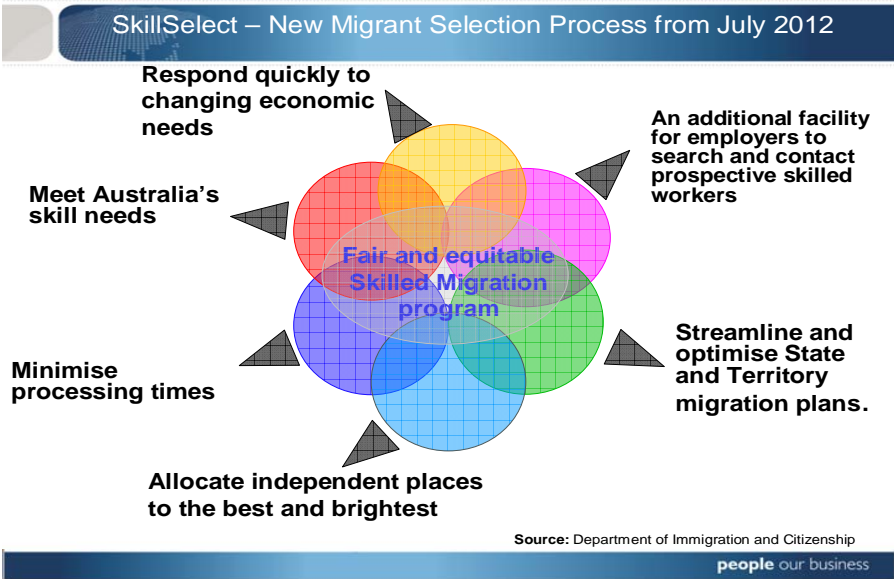 SkillSelect – New Migrant Selection Process from July 2012
Respond quickly to
changing economic
needs
An additional facility
for employers to
search and contact
prospective skilled
workers
Meet Australia's
skill needs
Fair and equitable
Skilled Migration
program
Streamline and
optimise State
and Territory
migration plans.
Minimise
processing times
Allocate independent places
to the best and brightest
Source: Department of Immigration and Citizenship
people our business